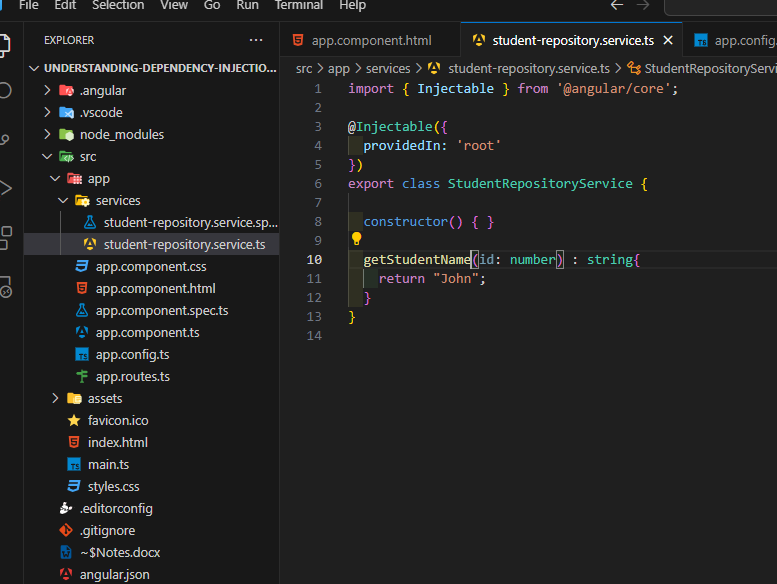 File Edit Selection View Go Run Terminal Help
EXPLORER ...
UNDERSTANDING-DEPENDENCY-INJECTIO...
.angular
.vscode
node_modules
src
app
services
student-repository.service.sp...
student-repository.service.ts
app.component.css
app.component.html
app.component.spec.ts
app.component.ts
app.config.ts
app.routes.ts
assets
favicon.ico
index.html
main.ts
styles.css
.editorconfig
.gitignore
~$Notes.docx
angular.json
app.component.html student-repository.service.ts app.config.
src > app > services > student-repository.service.ts > StudentRepositoryServi
1 import { Injectable } from '@angular/core';
2
3 @Injectable({
4 providedIn: 'root'
5 })
6 export class StudentRepositoryService {
7
8 constructor() { }
9
10 getStudentName(id: number) : string{
11 return "John";
12 }
13 }
14